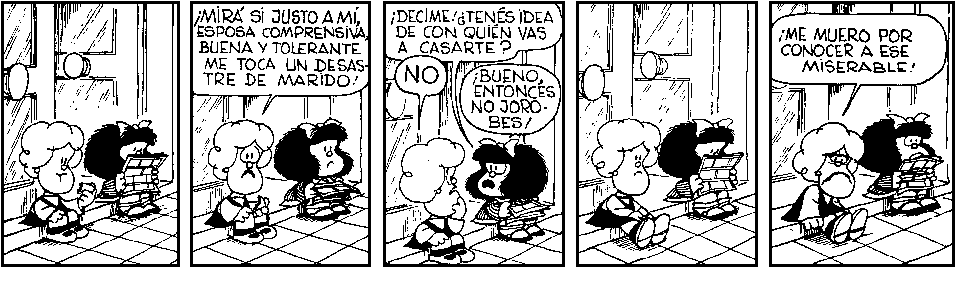 ¡MIRÁ SI JUSTO A MÍ,
ESPOSA COMPRENSIVA,
BUENA Y TOLERANTE
ME TOCA UN DESAS-
TRE DE MARIDO!
¡DECIME! ¿TENÉS IDEA
DE CON QUIÉN VAS
A CASARTE?
NO
¡BUENO,
ENTONCES
NO JORO-
BES!
¡ME MUERO POR
CONOCER A ESE
MISERABLE!